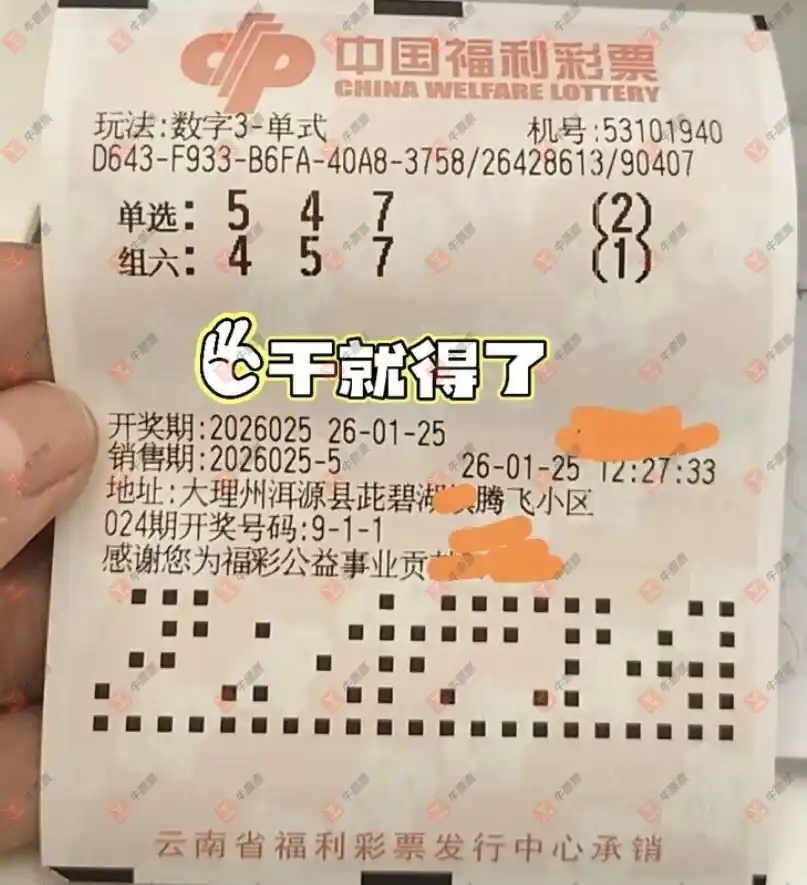 中国福利彩票
CHINA WELFARE LOTTERY
玩法:数字3-单式 机号:53101940
D643-F933-B6FA-40A8-3758/26428613/90407
单选: 5 4 7 (2)
组六: 4 5 7 (1)
干就得了
开奖期:2026025 26-01-25
销售期:2026025-5 26-01-25 12:27:33
地址:大理州洱源县茈碧湖 腾飞小区
024期开奖号码:9-1-1
感谢您为福彩公益事业贡
云南省福利彩票发行中心承销